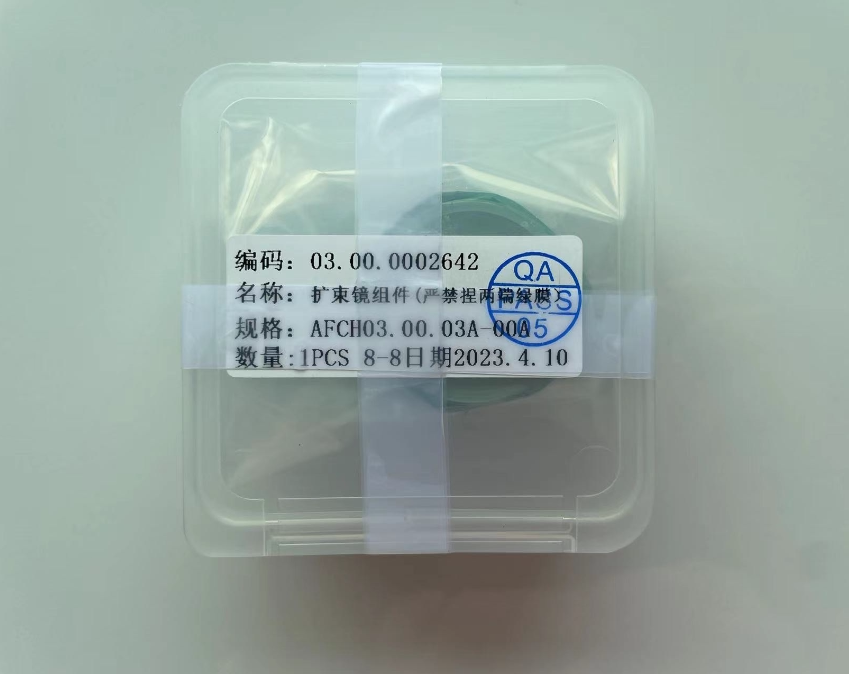 编码：03.00.0002642
名称：扩束镜组件(严禁捏两端绿膜)
规格：AFCH03.00.03A-00A
数量:1PCS 8-8日期2023.4.10
QA
PASS
05